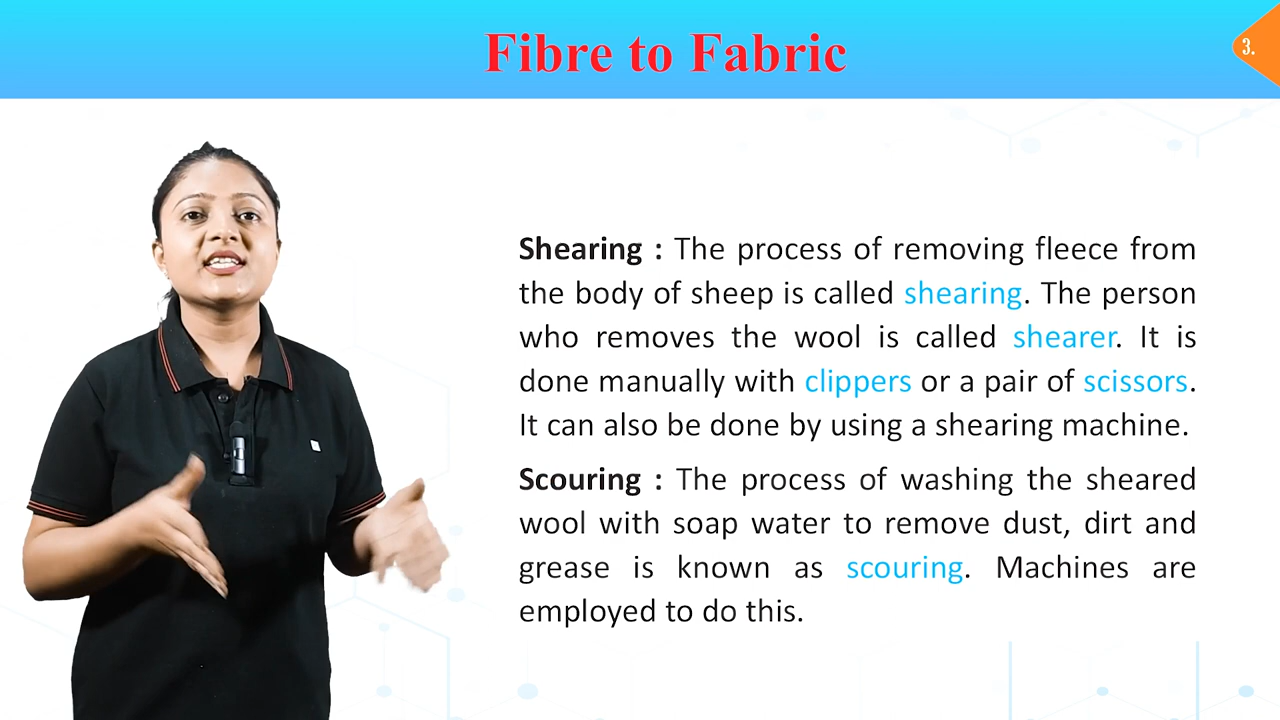 Fibre to Fabric
3.
Shearing : The process of removing fleece from
the body of sheep is called shearing. The person
who removes the wool is called shearer. It is
done manually with clippers or a pair of scissors.
It can also be done by using a shearing machine.
Scouring : The process of washing the sheared
wool with soap water to remove dust, dirt and
grease is known as scouring. Machines are
employed to do this.